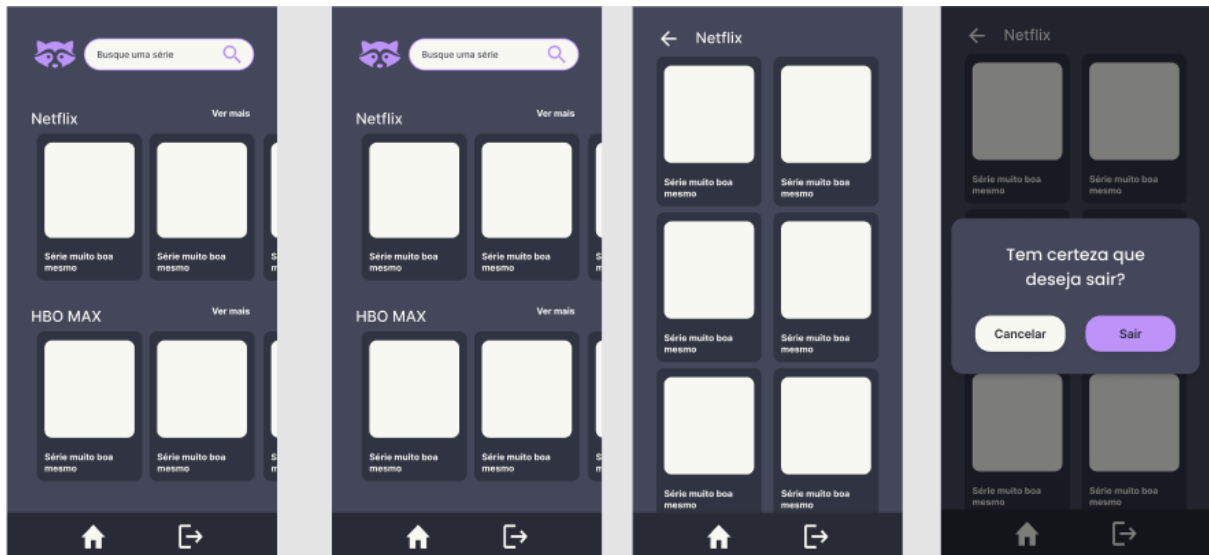 Busque uma série
Netflix
Ver mais
Série muito boa
mesmo
Série muito boa
mesmo
S
m
HBO MAX
Ver mais
Série muito boa
mesmo
Série muito boa
mesmo
S
m
Busque uma série
Netflix
Ver mais
Série muito boa
mesmo
Série muito boa
mesmo
S
m
HBO MAX
Ver mais
Série muito boa
mesmo
Série muito boa
mesmo
S
m
Netflix
Série muito boa
mesmo
Série muito boa
mesmo
Série muito boa
mesmo
Série muito boa
mesmo
Série muito boa
mesmo
Série muito boa
mesmo
Netflix
Série muito boa
mesmo
Série muito boa
mesmo
Tem certeza que
deseja sair?
Cancelar
Sair
Série muito boa
mesmo
Série muito boa
mesmo